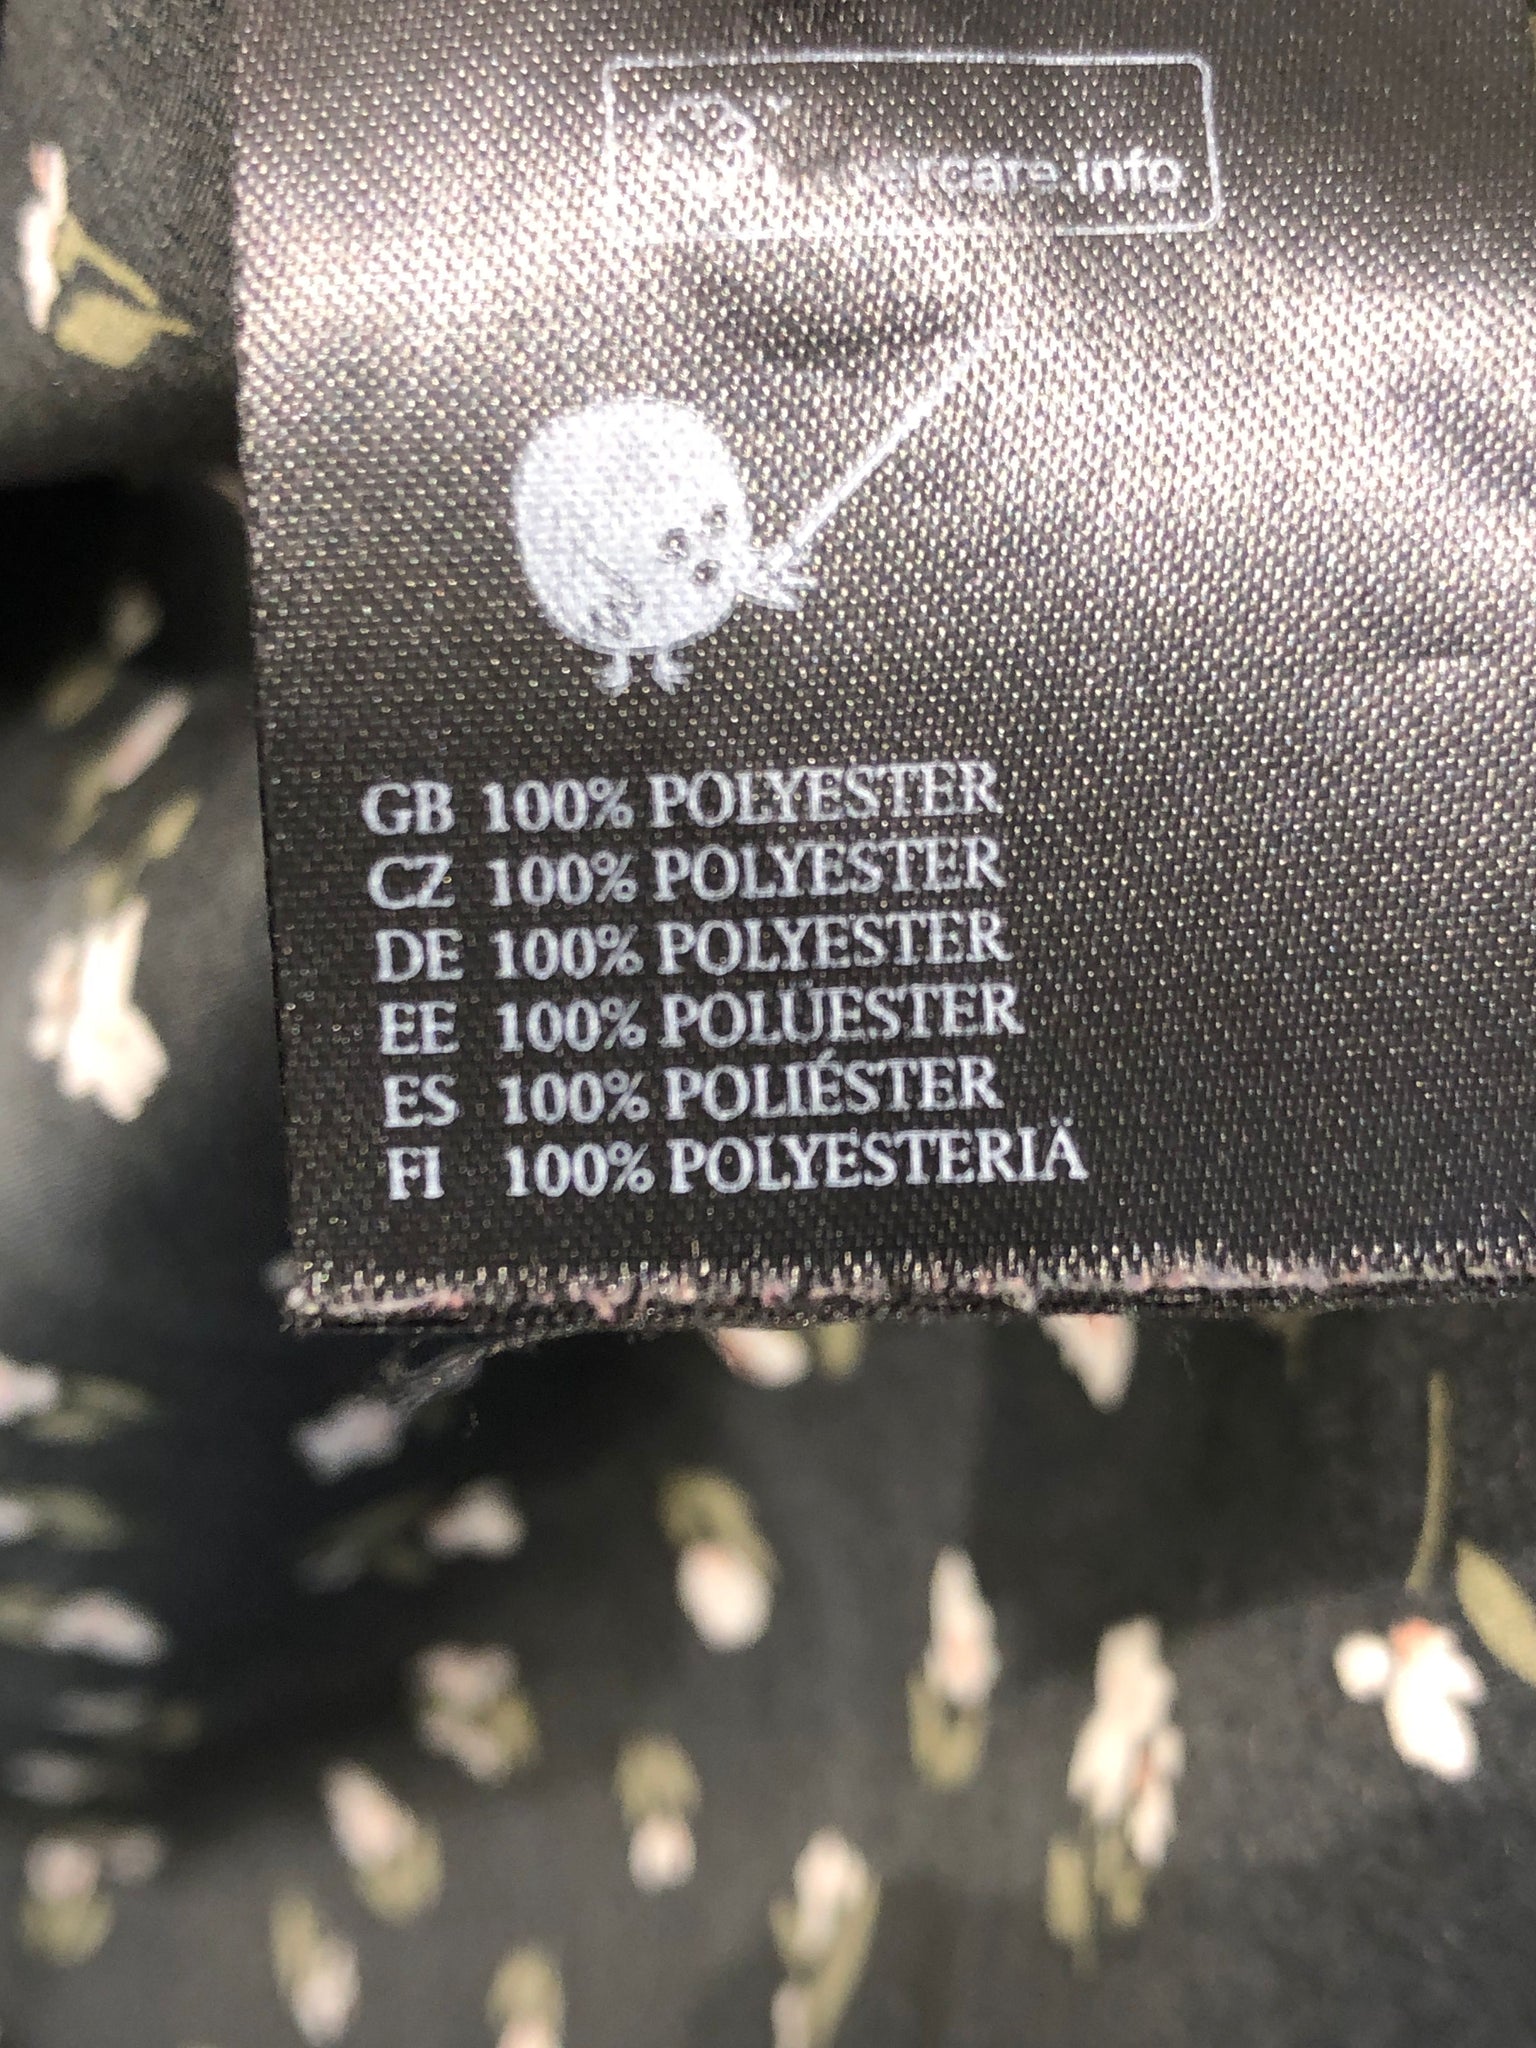 GB 100% POLYESTER
CZ 100% POLYESTER
DE 100% POLYESTER
EE 100% POLÜESTER
ES 100% POLIÉSTER
FI 100% POLYESTERIÄ